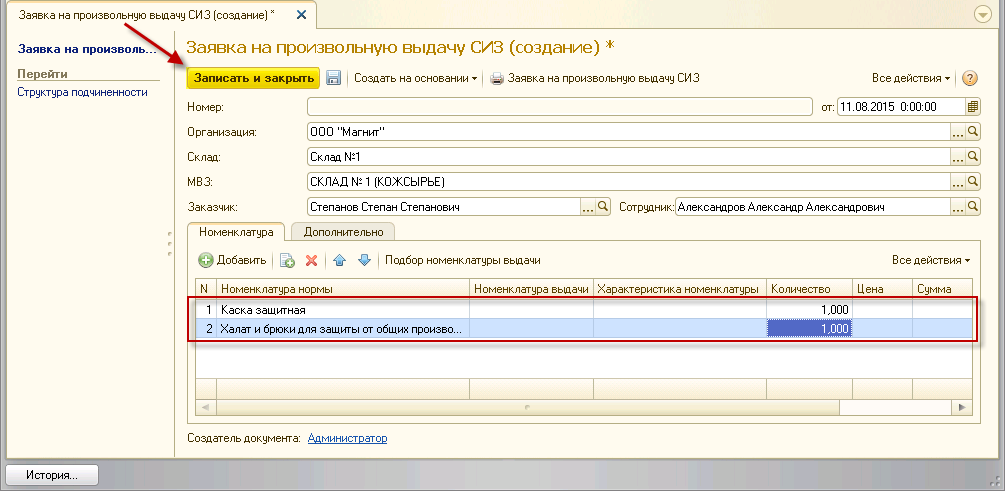 Заявка на произвольную выдачу СИЗ (создание) *
Заявка на произволь...
Перейти
Структура подчиненности
Заявка на произвольную выдачу СИЗ (создание) *
Записать и закрыть Создать на основании Заявка на произвольную выдачу СИЗ Все действия ?
Номер: от: 11.08.2015 0:00:00
Организация: ООО "Магнит" ...
Склад: Склад №1 ...
МВЗ: СКЛАД № 1 (КОЖСЫРЬЕ) ...
Заказчик: Степанов Степан Степанович ... Сотрудник: Александров Александр Александрович ...
Номенклатура Дополнительно
Добавить Подбор номенклатуры выдачи Все действия
N Номенклатура нормы Номенклатура выдачи Характеристика номенклатуры Количество Цена Сумма
1 Каска защитная 1,000
2 Халат и брюки для защиты от общих произво... 1,000
Создатель документа: Администратор
История...